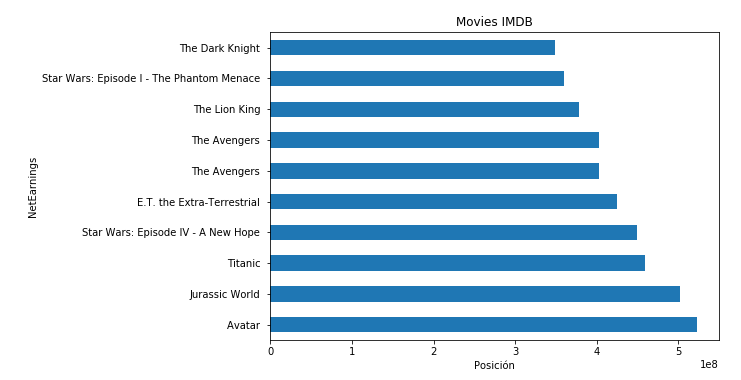 Movies IMDB
The Dark Knight
Star Wars: Episode I - The Phantom Menace
The Lion King
The Avengers
The Avengers
E.T. the Extra-Terrestrial
Star Wars: Episode IV - A New Hope
Titanic
Jurassic World
Avatar
NetEarnings
0 1 2 3 4 5
1e8
Posición